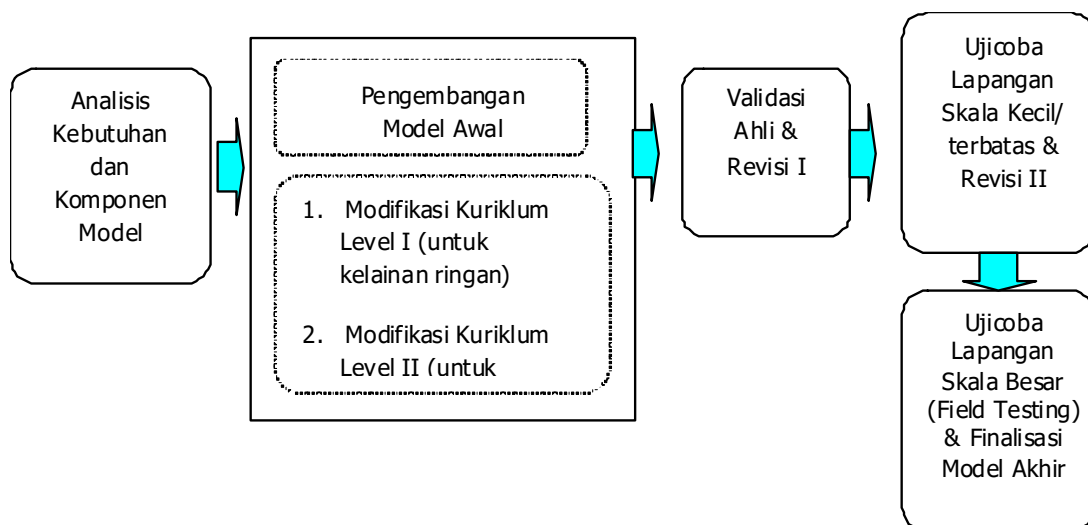 Analisis
Kebutuhan
dan
Komponen
Model
Pengembangan
Model Awal
1. Modifikasi Kuriklum
Level I (untuk
kelainan ringan)
2. Modifikasi Kuriklum
Level II (untuk
Validasi
Ahli &
Revisi I
Ujicoba
Lapangan
Skala Kecil/
terbatas &
Revisi II
Ujicoba
Lapangan
Skala Besar
(Field Testing)
& Finalisasi
Model Akhir